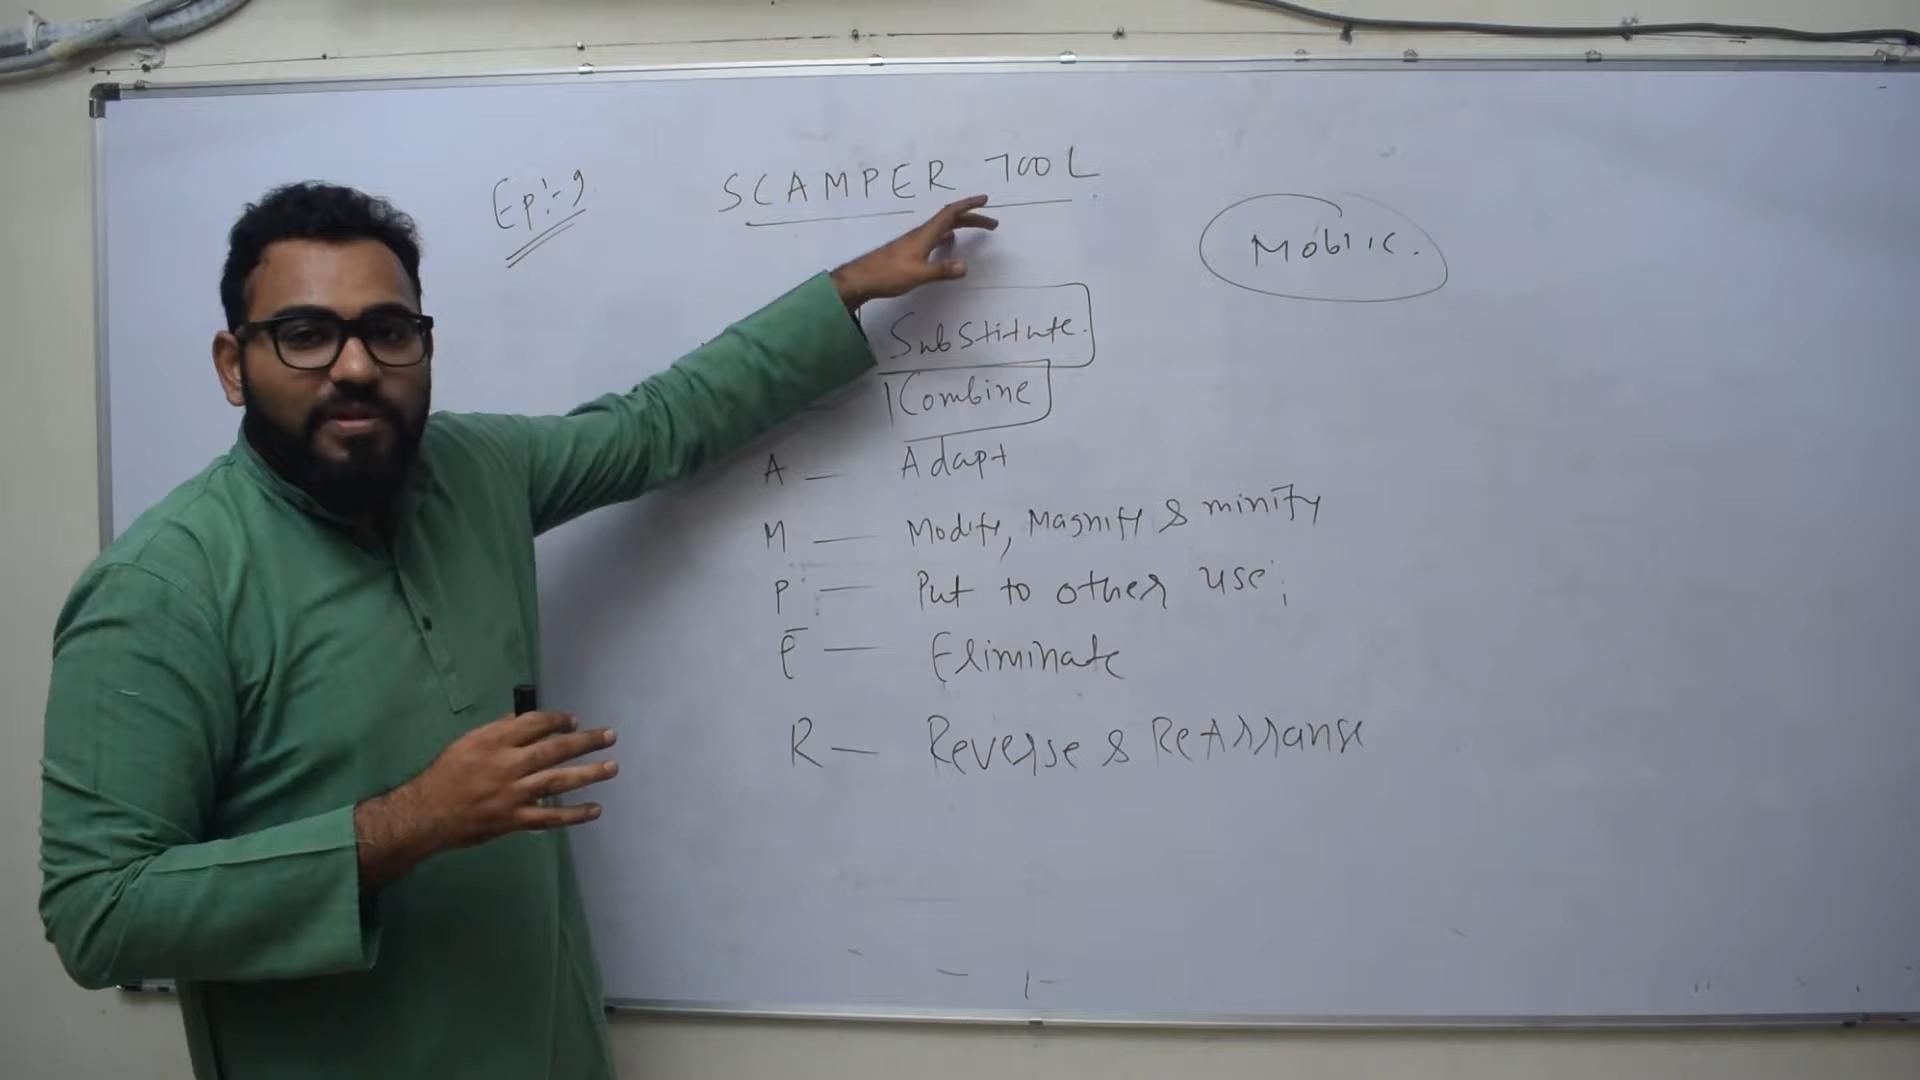 Ep:-9
SCAMPER TOOL
Mobile.
Substitute.
Combine
A — Adapt
M — Modify, Magnify & minify
P — Put to other use;
E — Eliminate
R — Reverse & ReArrange